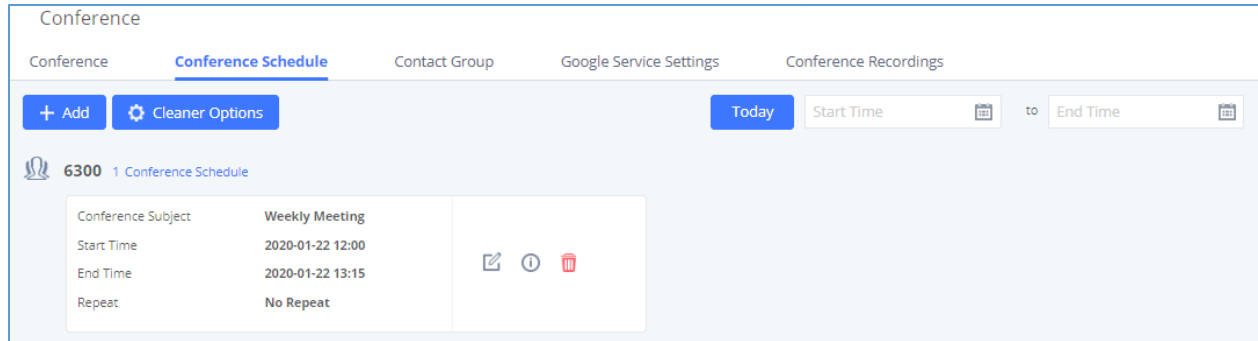 Conference
Conference Conference Schedule Contact Group Google Service Settings Conference Recordings
+ Add Cleaner Options Today Start Time to End Time
6300 1 Conference Schedule
Conference Subject Weekly Meeting
Start Time 2020-01-22 12:00
End Time 2020-01-22 13:15
Repeat No Repeat